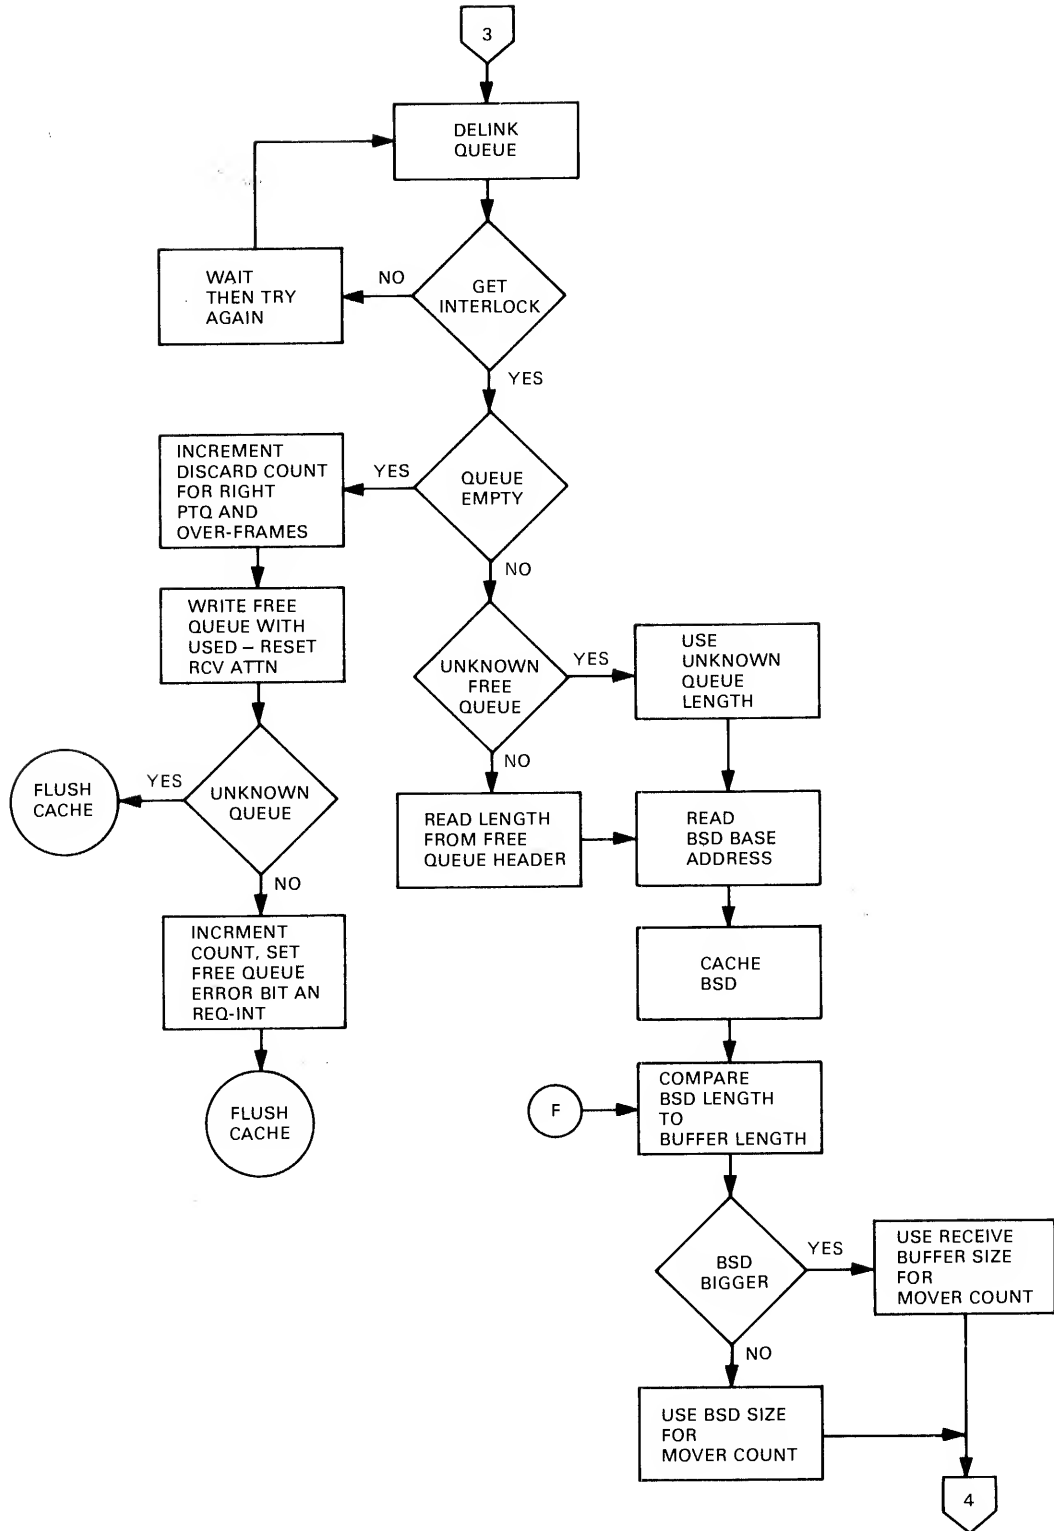 3
DELINK
QUEUE
WAIT
THEN TRY
AGAIN
NO
GET
INTERLOCK
YES
INCREMENT
DISCARD COUNT
FOR RIGHT
PTQ AND
OVER-FRAMES
YES
QUEUE
EMPTY
NO
WRITE FREE
QUEUE WITH
USED – RESET
RCV ATTN
UNKNOWN
FREE
QUEUE
YES
USE
UNKNOWN
QUEUE
LENGTH
NO
FLUSH
CACHE
YES
UNKNOWN
QUEUE
NO
READ LENGTH
FROM FREE
QUEUE HEADER
READ
BSD BASE
ADDRESS
INCRMENT
COUNT, SET
FREE QUEUE
ERROR BIT AN
REQ-INT
CACHE
BSD
FLUSH
CACHE
F
COMPARE
BSD LENGTH
TO
BUFFER LENGTH
BSD
BIGGER
YES
USE RECEIVE
BUFFER SIZE
FOR
MOVER COUNT
NO
USE BSD SIZE
FOR
MOVER COUNT
4